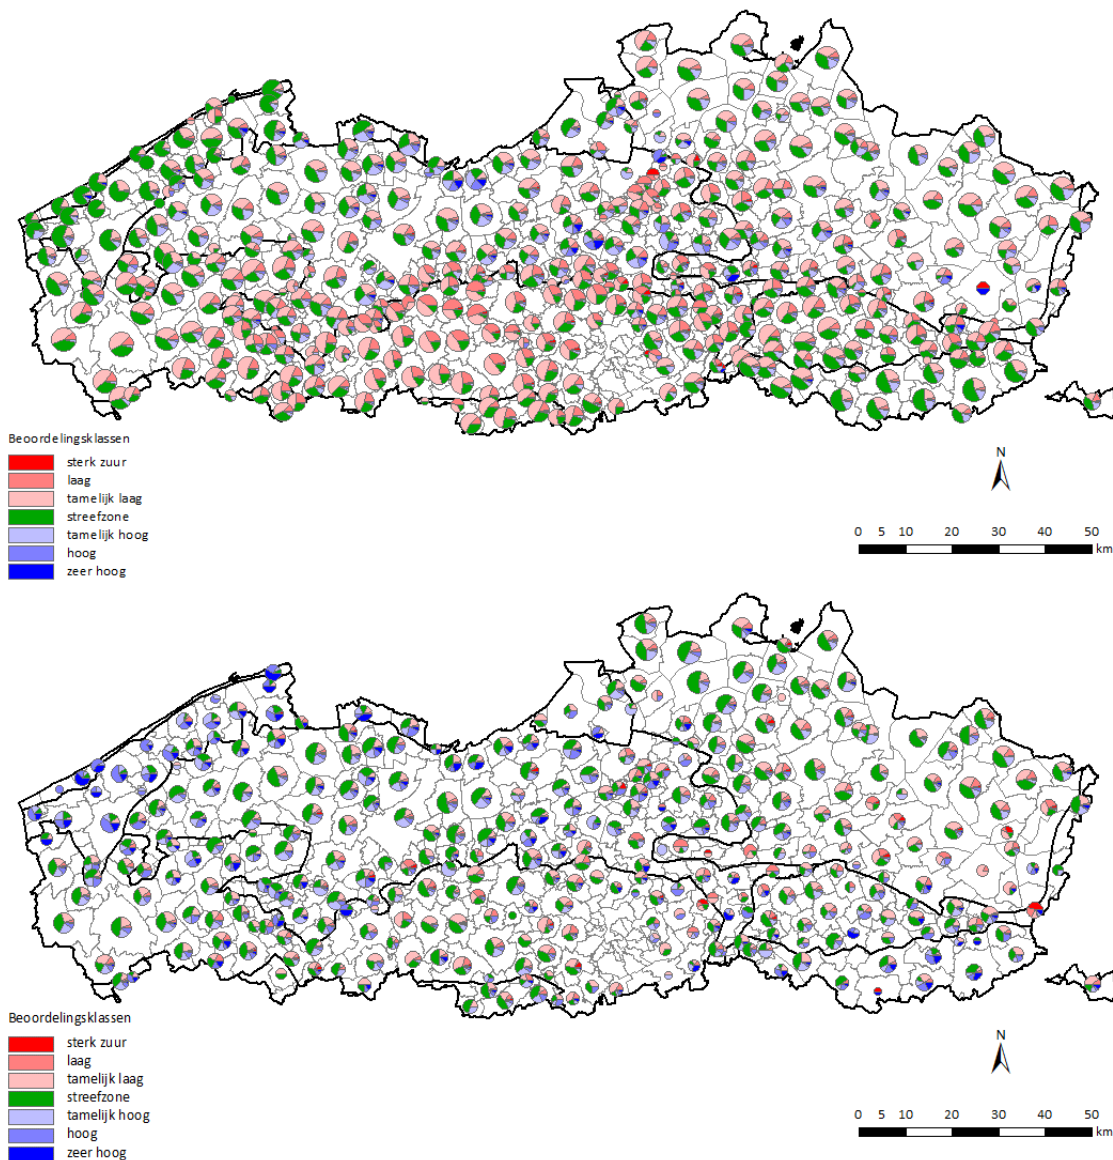 Beoordelingsklassen
sterk zuur
laag
tamelijk laag
streefzone
tamelijk hoog
hoog
zeer hoog
N
0 5 10 20 30 40 50
km
Beoordelingsklassen
sterk zuur
laag
tamelijk laag
streefzone
tamelijk hoog
hoog
zeer hoog
N
0 5 10 20 30 40 50
km